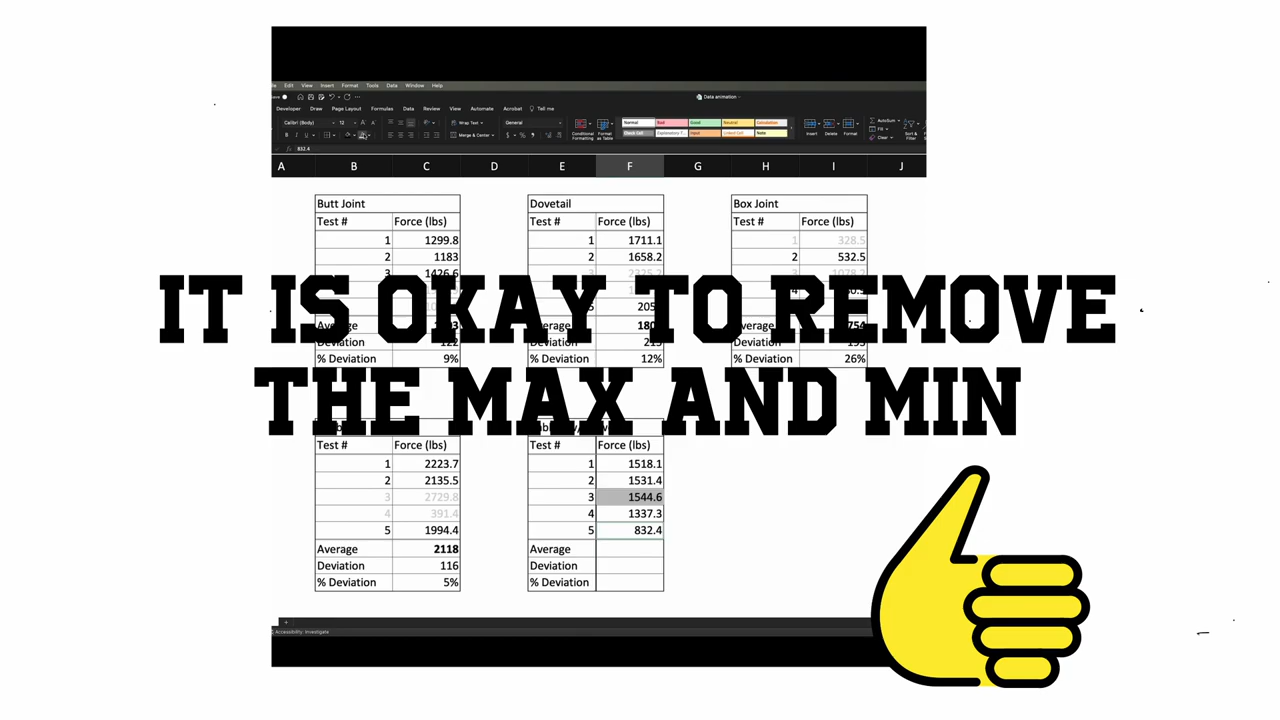 Edit View Insert Format Tools Data Window Help
Data animation
Developer Draw Page Layout Formulas Data Review View Automate Acrobat Tell me
Calibri (Body) 12 Wrap Text General Normal Bad Good Neutral Calculation AutoSum
B I U Merge & Center $ % Conditional Formatting Format as Table Check Cell Explanatory T... Input Linked Cell Note Insert Delete Format Fill Clear Sort & Filter
832.4
A B C D E F G H I J
Butt Joint Dovetail Box Joint
Test # Force (lbs) Test # Force (lbs) Test # Force (lbs)
1 1299.8 1 1711.1 1 328.5
2 1183 2 1658.2 2 532.5
3 1426.6 3 2325.2 3 1078.2
IT IS OKAY TO REMOVE
Average Average Average
Deviation 122 Deviation Deviation
% Deviation 9% % Deviation 12% % Deviation 26%
THE MAX AND MIN
Test # Force (lbs) Test # Force (lbs)
1 2223.7 1 1518.1
2 2135.5 2 1531.4
3 2729.8 3 1544.6
4 391.4 4 1337.3
5 1994.4 5 832.4
Average 2118 Average
Deviation 116 Deviation
% Deviation 5% % Deviation
Accessibility: Investigate